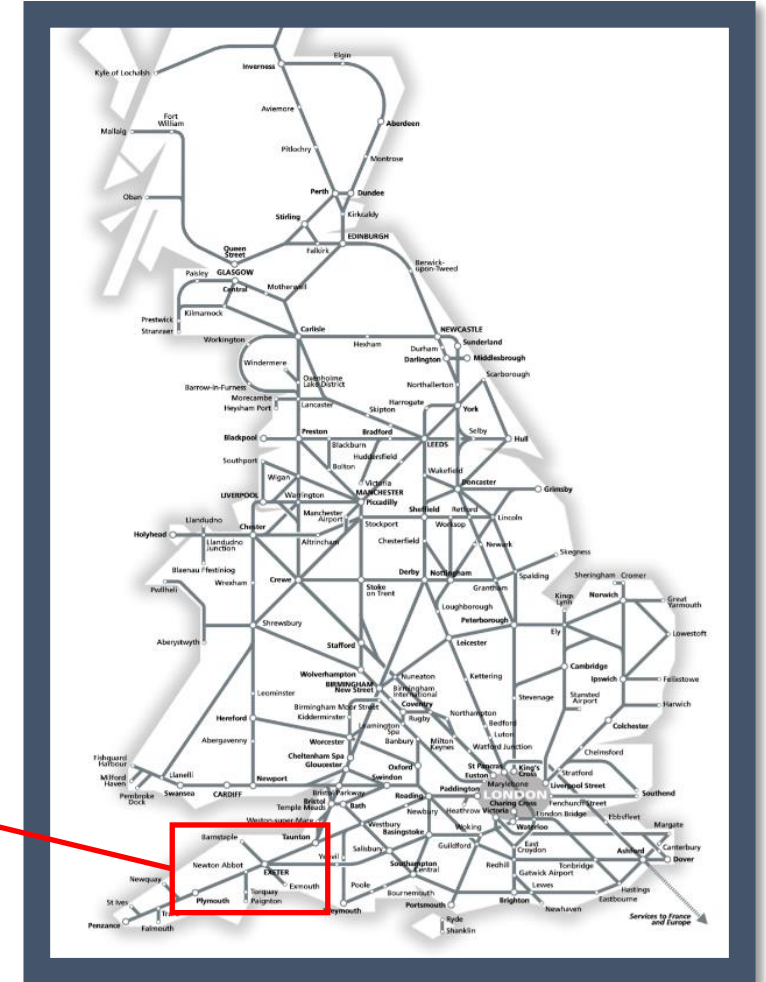 Elgin
Inverness
Kyle of Lochalsh
Aviemore
Fort
William
Aberdeen
Mallaig
Pitlochry
Montrose
Perth
Dundee
Oban
Kirkcaldy
Stirling
EDINBURGH
Queen
Street
Falkirk
Berwick-
upon-Tweed
Paisley
GLASGOW
Central
Motherwell
Prestwick
Kilmarnock
Stranraer
Carlisle
NEWCASTLE
Workington
Hexham
Durham
Sunderland
Darlington
Middlesbrough
Windermere
Scarborough
Oxenholme
Lake District
Northallerton
Barrow-in-Furness
Morecambe
Heysham Port
Lancaster
Harrogate
York
Skipton
Blackpool
Preston
Bradford
Selby
Hull
Blackburn
LEEDS
Huddersfield
Southport
Bolton
Wakefield
Wigan
Victoria
Doncaster
LIVERPOOL
Warrington
MANCHESTER
Piccadilly
Grimsby
Manchester
Airport
Sheffield
Retford
Llandudno
Stockport
Worksop
Lincoln
Holyhead
Chester
Llandudno
Junction
Altrincham
Chesterfield
Newark
Skegness
Blaenau Ffestiniog
Derby
Nottingham
Spalding
Sheringham
Cromer
Pwllheli
Wrexham
Crewe
Stoke
on Trent
Grantham
Kings
Lynn
Norwich
Great
Yarmouth
Loughborough
Shrewsbury
Peterborough
Ely
Lowestoft
Aberystwyth
Stafford
Leicester
Cambridge
Wolverhampton
Nuneaton
Kettering
Ipswich
Felixstowe
BIRMINGHAM
New Street
Birmingham
International
Leominster
Stevenage
Stansted
Airport
Harwich
Birmingham Moor Street
Coventry
Kidderminster
Rugby
Northampton
Hereford
Leamington
Spa
Bedford
Colchester
Abergavenny
Worcester
Banbury
Milton
Keynes
Luton
Watford Junction
Chelmsford
Fishguard
Harbour
Cheltenham Spa
Gloucester
Oxford
St Pancras
King's
Cross
Milford
Haven
Llanelli
Euston
Stratford
Swindon
Marylebone
Liverpool Street
Pembroke
Dock
Swansea
CARDIFF
Newport
Bristol Parkway
Reading
Paddington
LONDON
Southend
Bristol
Temple Meads
Bath
Newbury
Heathrow
Victoria
Charing Cross
Fenchurch Street
London Bridge
Ebbsfleet
Weston-super-Mare
Westbury
Basingstoke
Woking
Waterloo
Margate
Barnstaple
Taunton
East
Croydon
Canterbury
Salisbury
Guildford
Ashford
Dover
Newton Abbot
Yeovil
Southampton
Central
Redhill
Tonbridge
EXETER
Gatwick Airport
Newquay
Exmouth
Poole
Lewes
Hastings
Torquay
Bournemouth
Eastbourne
St Ives
Plymouth
Paignton
Weymouth
Portsmouth
Brighton
Newhaven
Services to France
and Europe
Penzance
Falmouth
Ryde
Shanklin